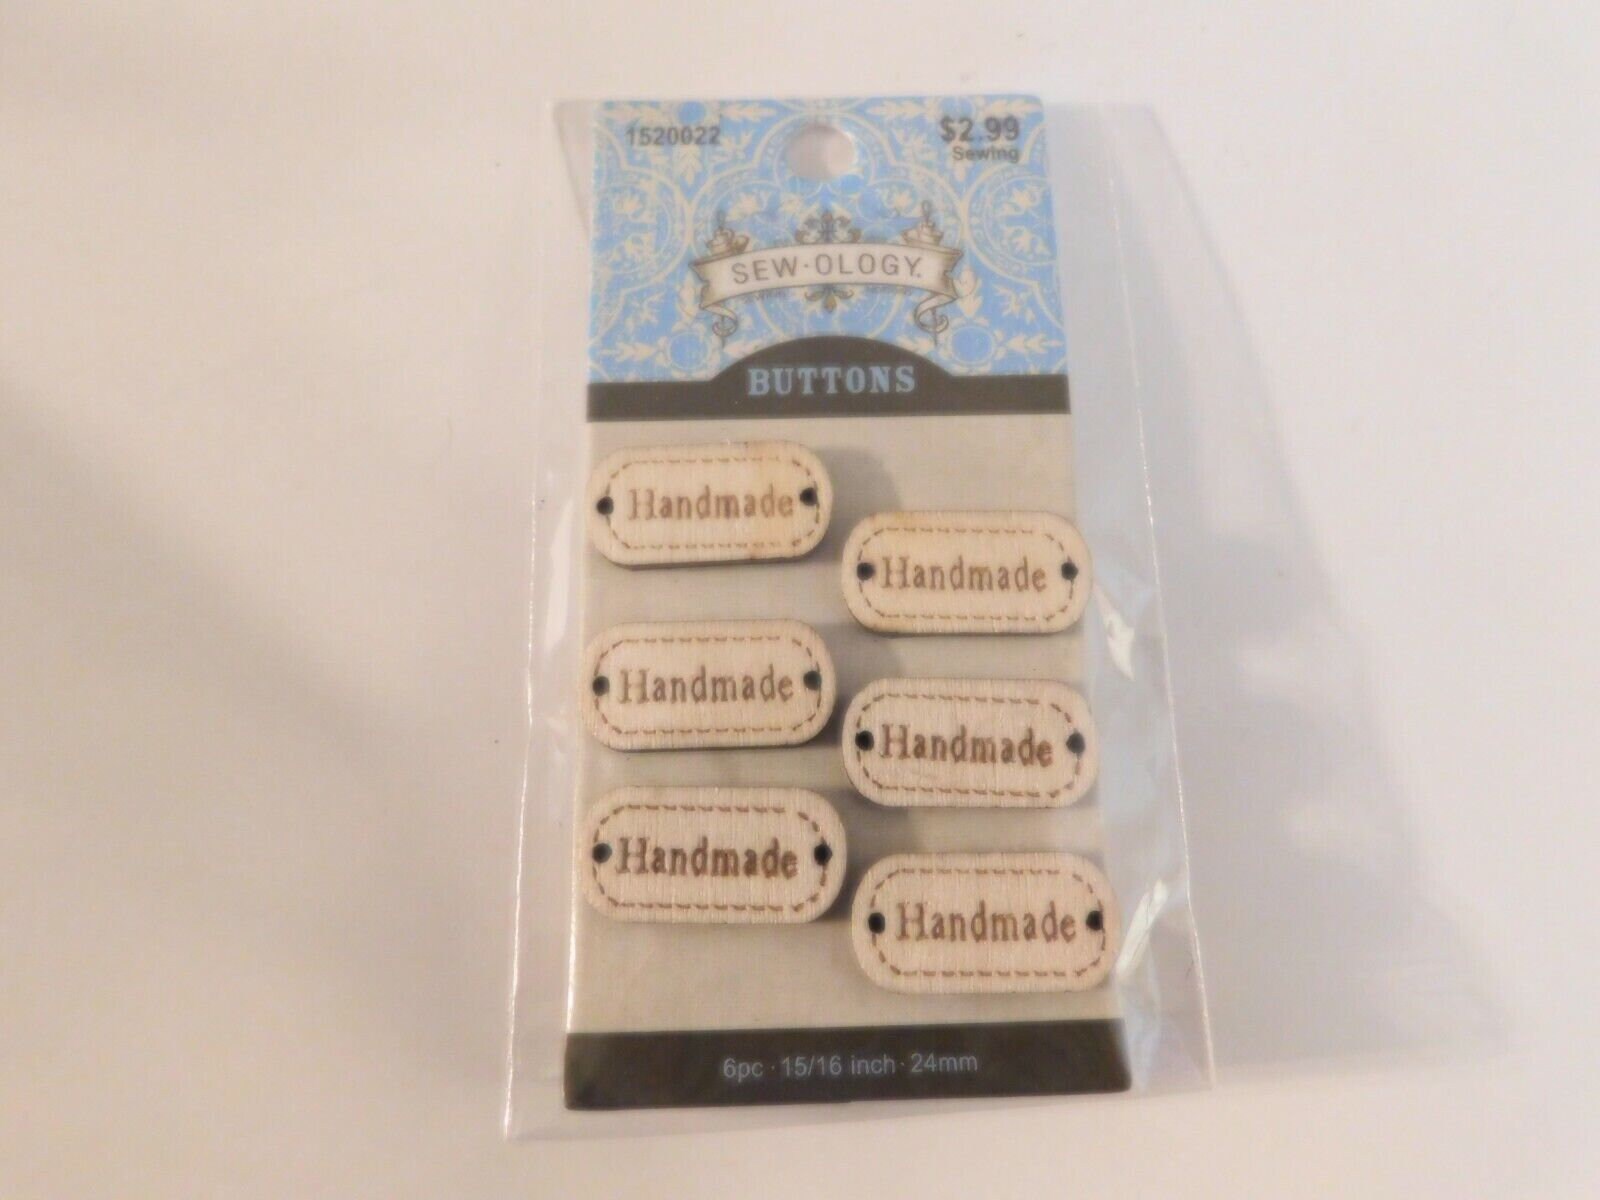 1520022
$2.99
Sewing
SEW·OLOGY.
BUTTONS
Handmade
Handmade
Handmade
Handmade
Handmade
Handmade
6pc · 15/16 inch · 24mm